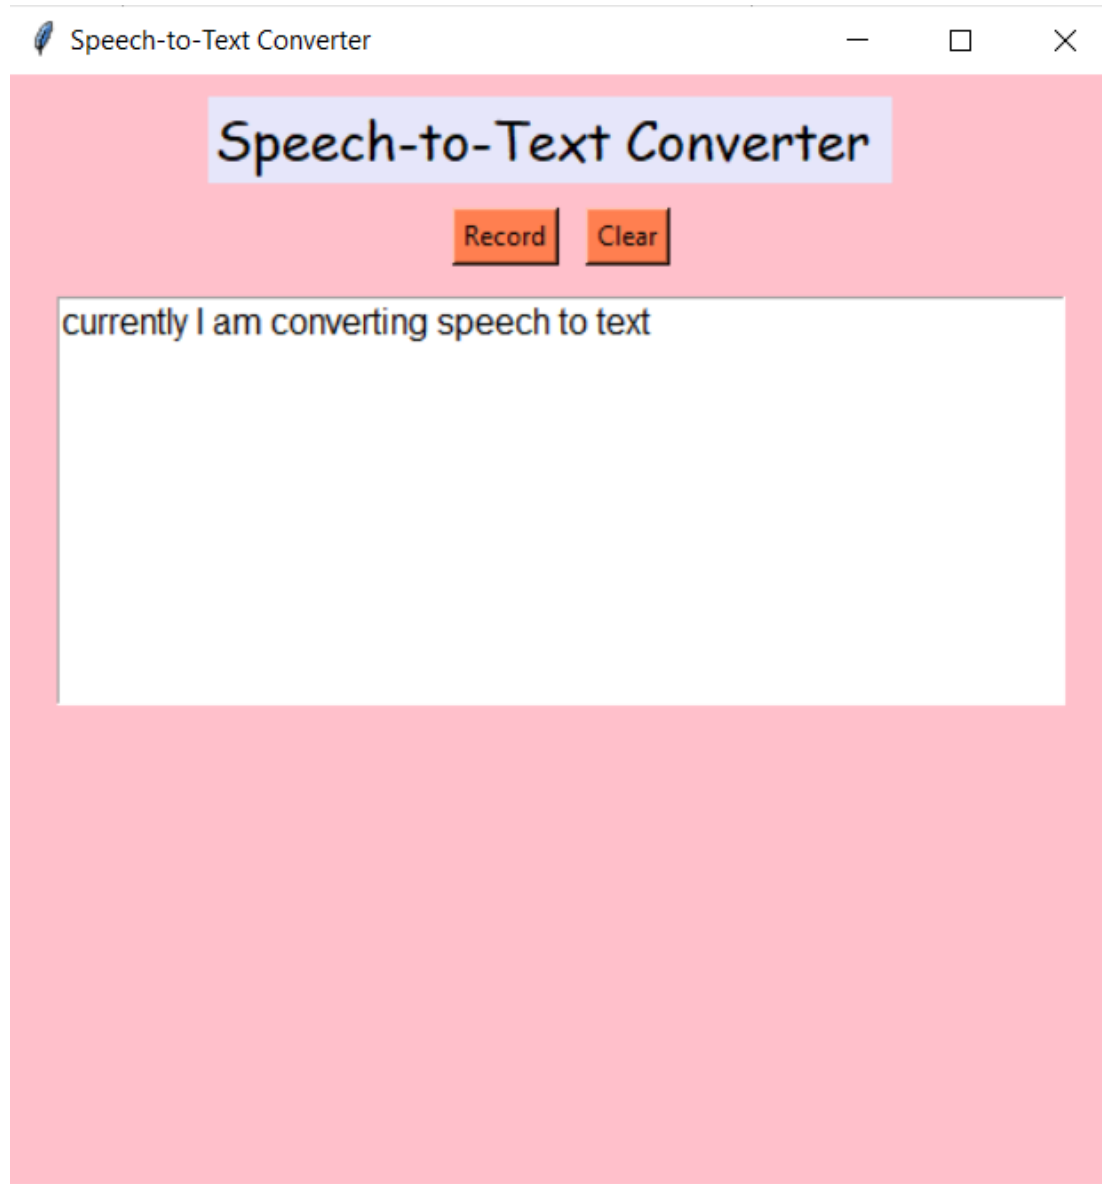 Speech-to-Text Converter
Speech-to-Text Converter
Record Clear
currently I am converting speech to text